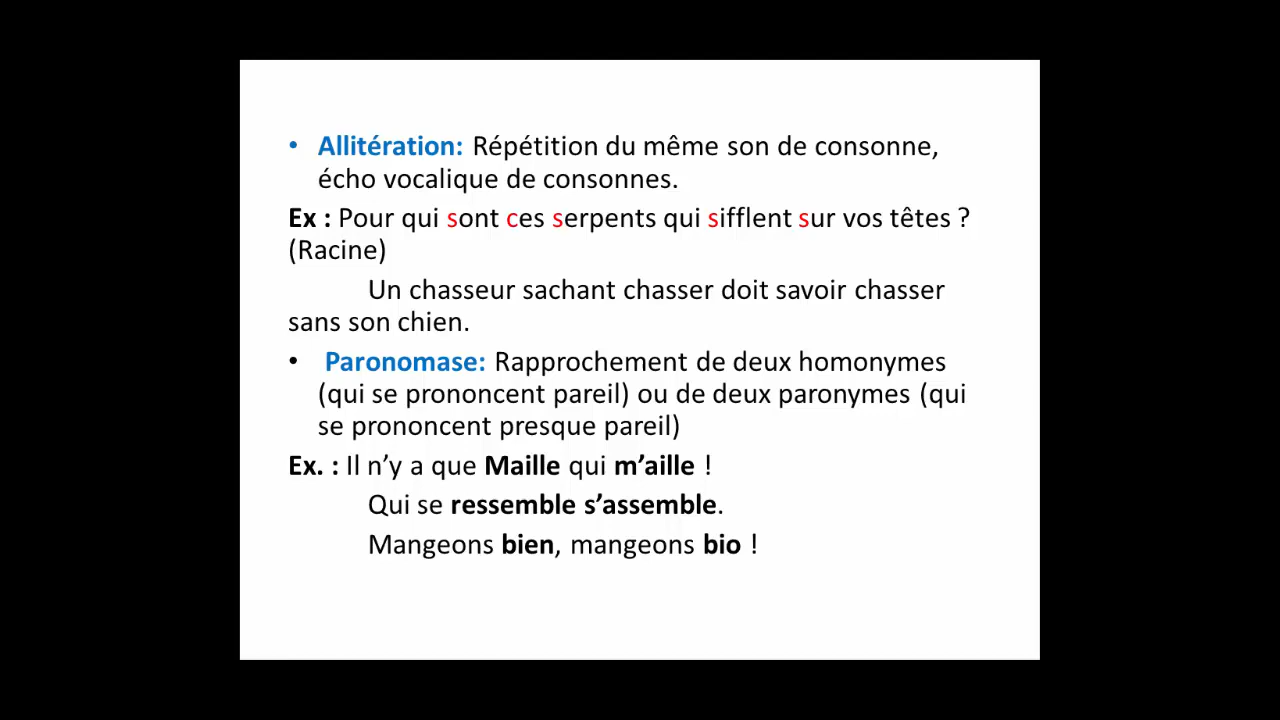 • Allitération: Répétition du même son de consonne,
écho vocalique de consonnes.
Ex : Pour qui sont ces serpents qui sifflent sur vos têtes ?
(Racine)
Un chasseur sachant chasser doit savoir chasser
sans son chien.
• Paronomase: Rapprochement de deux homonymes
(qui se prononcent pareil) ou de deux paronymes (qui
se prononcent presque pareil)
Ex. : Il n’y a que Maille qui m’aille !
Qui se ressemble s’assemble.
Mangeons bien, mangeons bio !